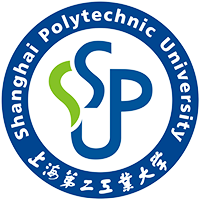 Shanghai Polytechnic University
SSPU
上海第二工业大学